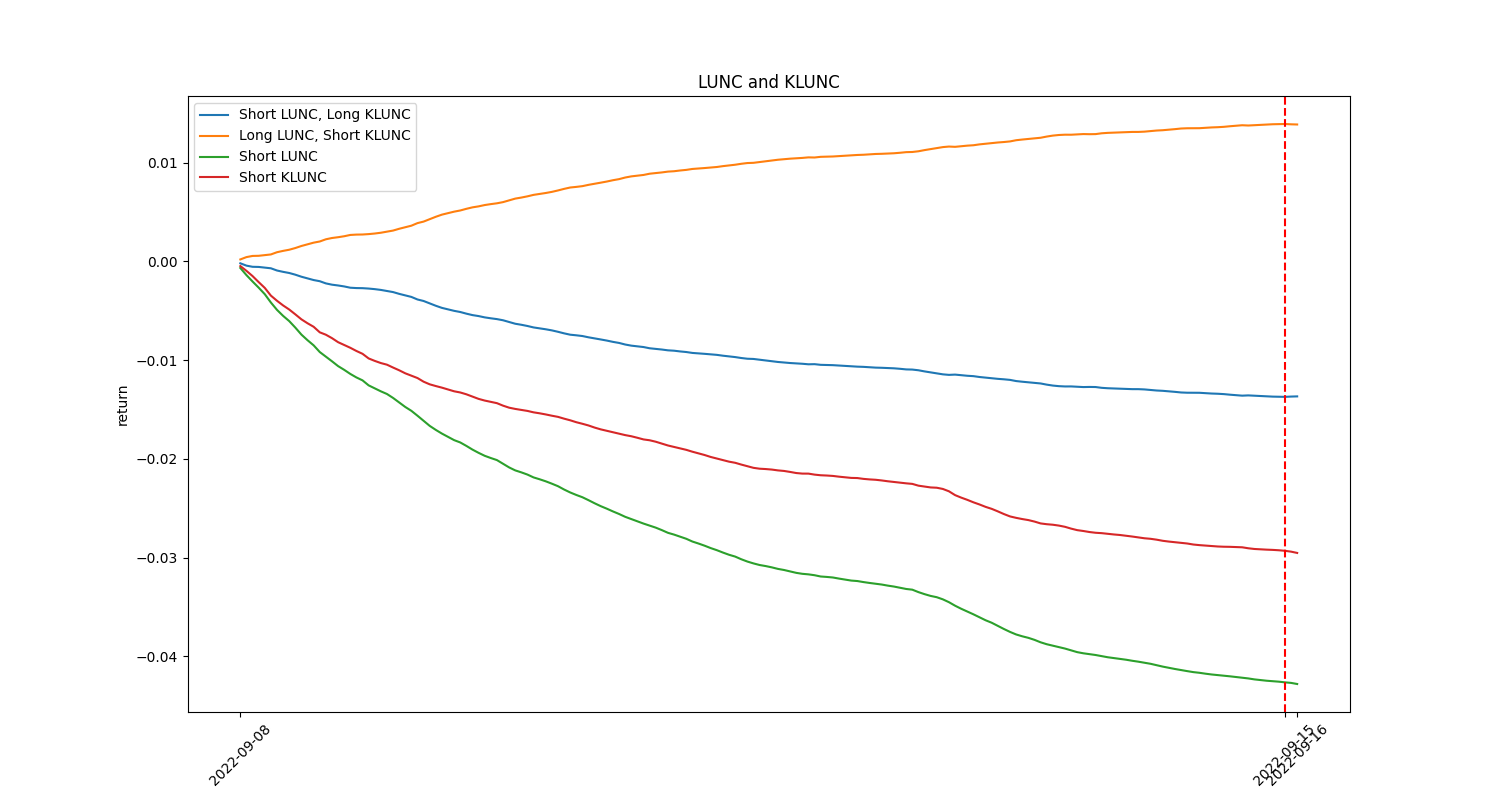 LUNC and KLUNC
Short LUNC, Long KLUNC
Long LUNC, Short KLUNC
Short LUNC
Short KLUNC
0.01
0.00
−0.01
−0.02
−0.03
−0.04
return
2022-09-08
2022-09-15
2022-09-16